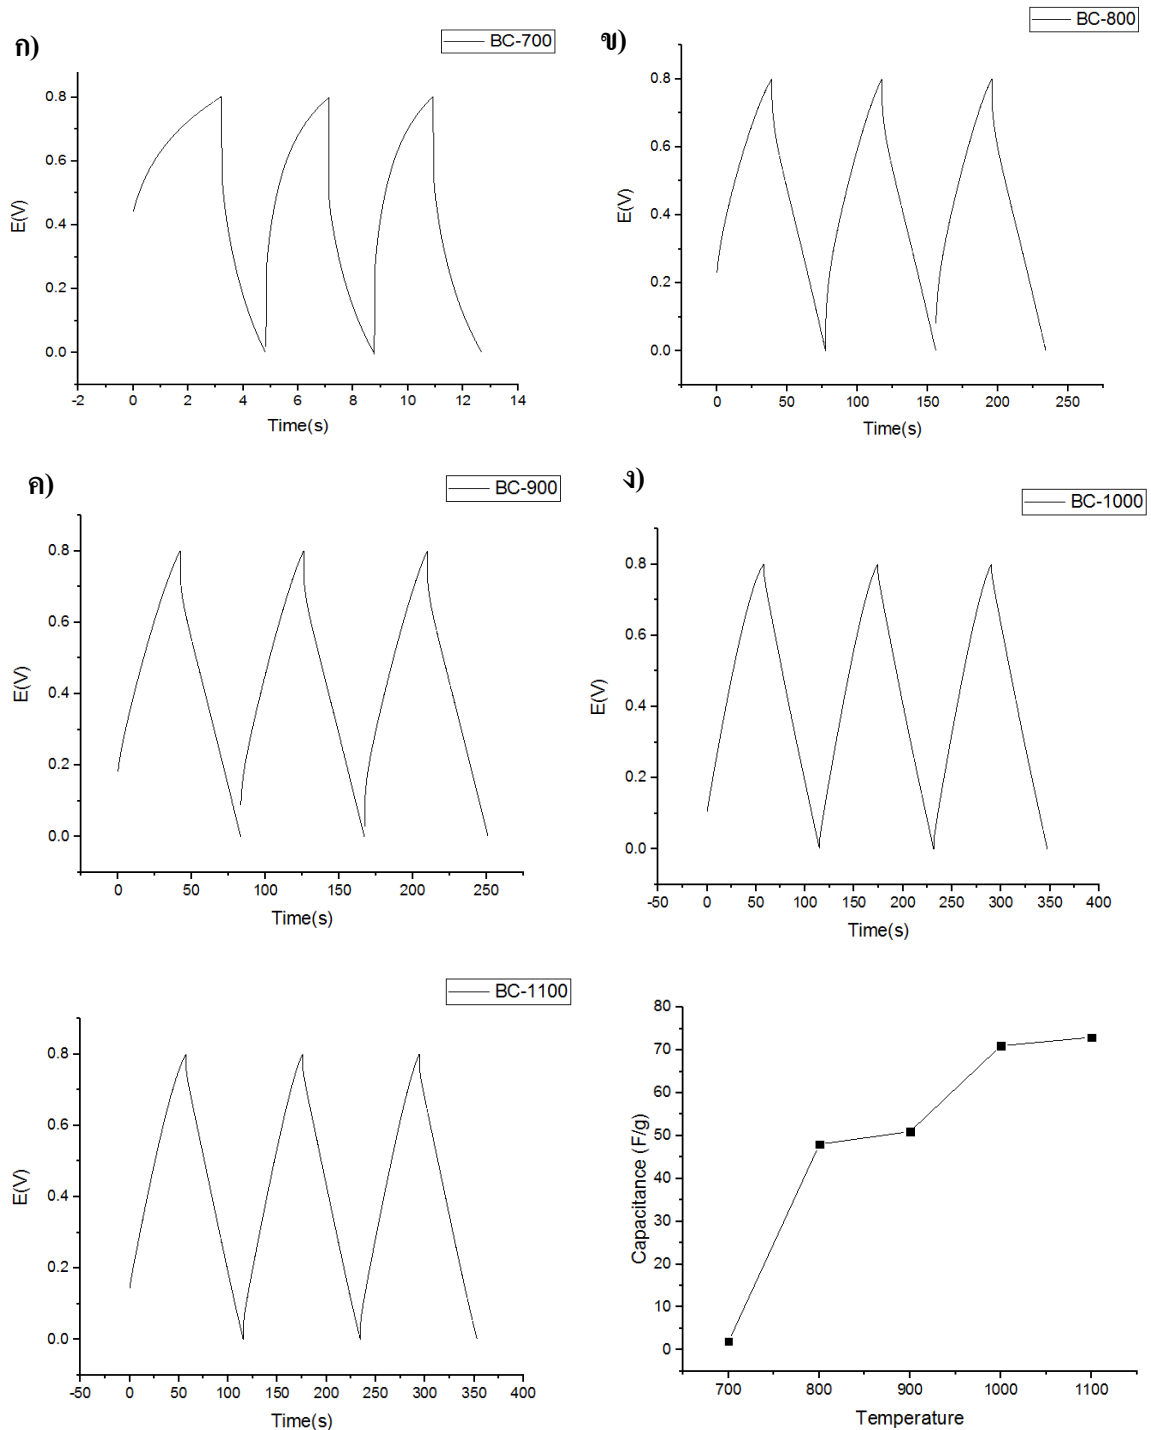 ก)
BC-700
0.8
0.6
0.4
0.2
0.0
E(V)
-2 0 2 4 6 8 10 12 14
Time(s)
ข)
BC-800
0.8
0.6
0.4
0.2
0.0
E(V)
0 50 100 150 200 250
Time(s)
ค)
BC-900
0.8
0.6
0.4
0.2
0.0
E(V)
0 50 100 150 200 250
Time(s)
ง)
BC-1000
0.8
0.6
0.4
0.2
0.0
E(V)
-50 0 50 100 150 200 250 300 350 400
Time(s)
BC-1100
0.8
0.6
0.4
0.2
0.0
E(V)
-50 0 50 100 150 200 250 300 350 400
Time(s)
80
70
60
50
40
30
20
10
0
Capacitance (F/g)
700 800 900 1000 1100
Temperature